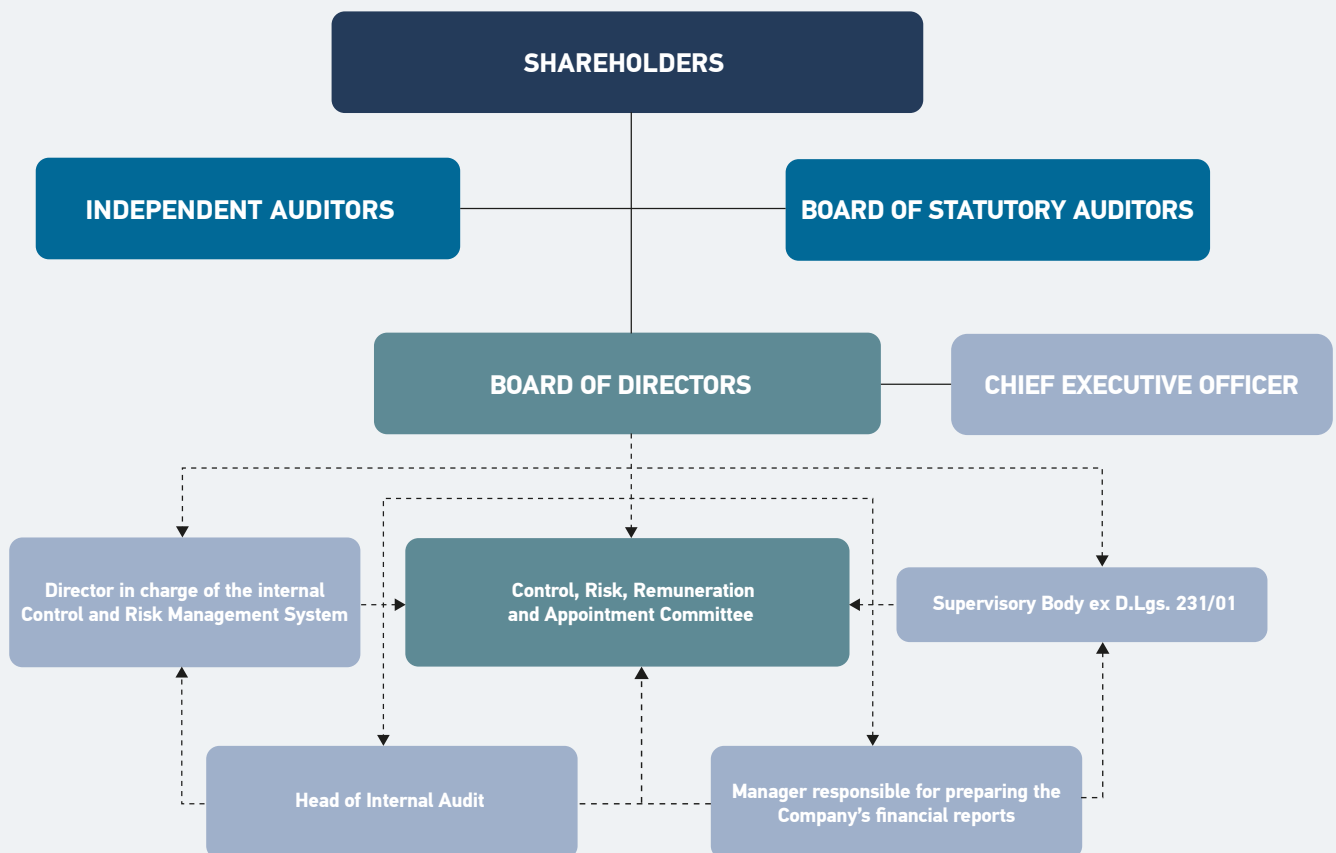 SHAREHOLDERS
INDEPENDENT AUDITORS
BOARD OF STATUTORY AUDITORS
BOARD OF DIRECTORS
CHIEF EXECUTIVE OFFICER
Director in charge of the internal
Control and Risk Management System
Control, Risk, Remuneration
and Appointment Committee
Supervisory Body ex D.Lgs. 231/01
Head of Internal Audit
Manager responsible for preparing the
Company's financial reports